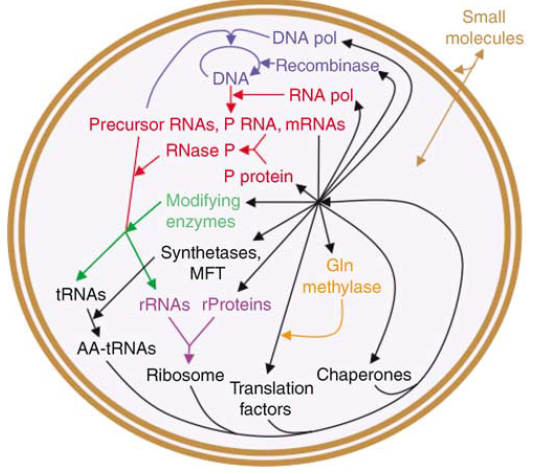 Small
molecules
DNA pol
Recombinase
DNA
RNA pol
Precursor RNAs, P RNA, mRNAs
RNase P
P protein
Modifying
enzymes
Synthetases,
MFT
Gln
methylase
tRNAs
rRNAs rProteins
AA-tRNAs
Ribosome
Translation
factors
Chaperones